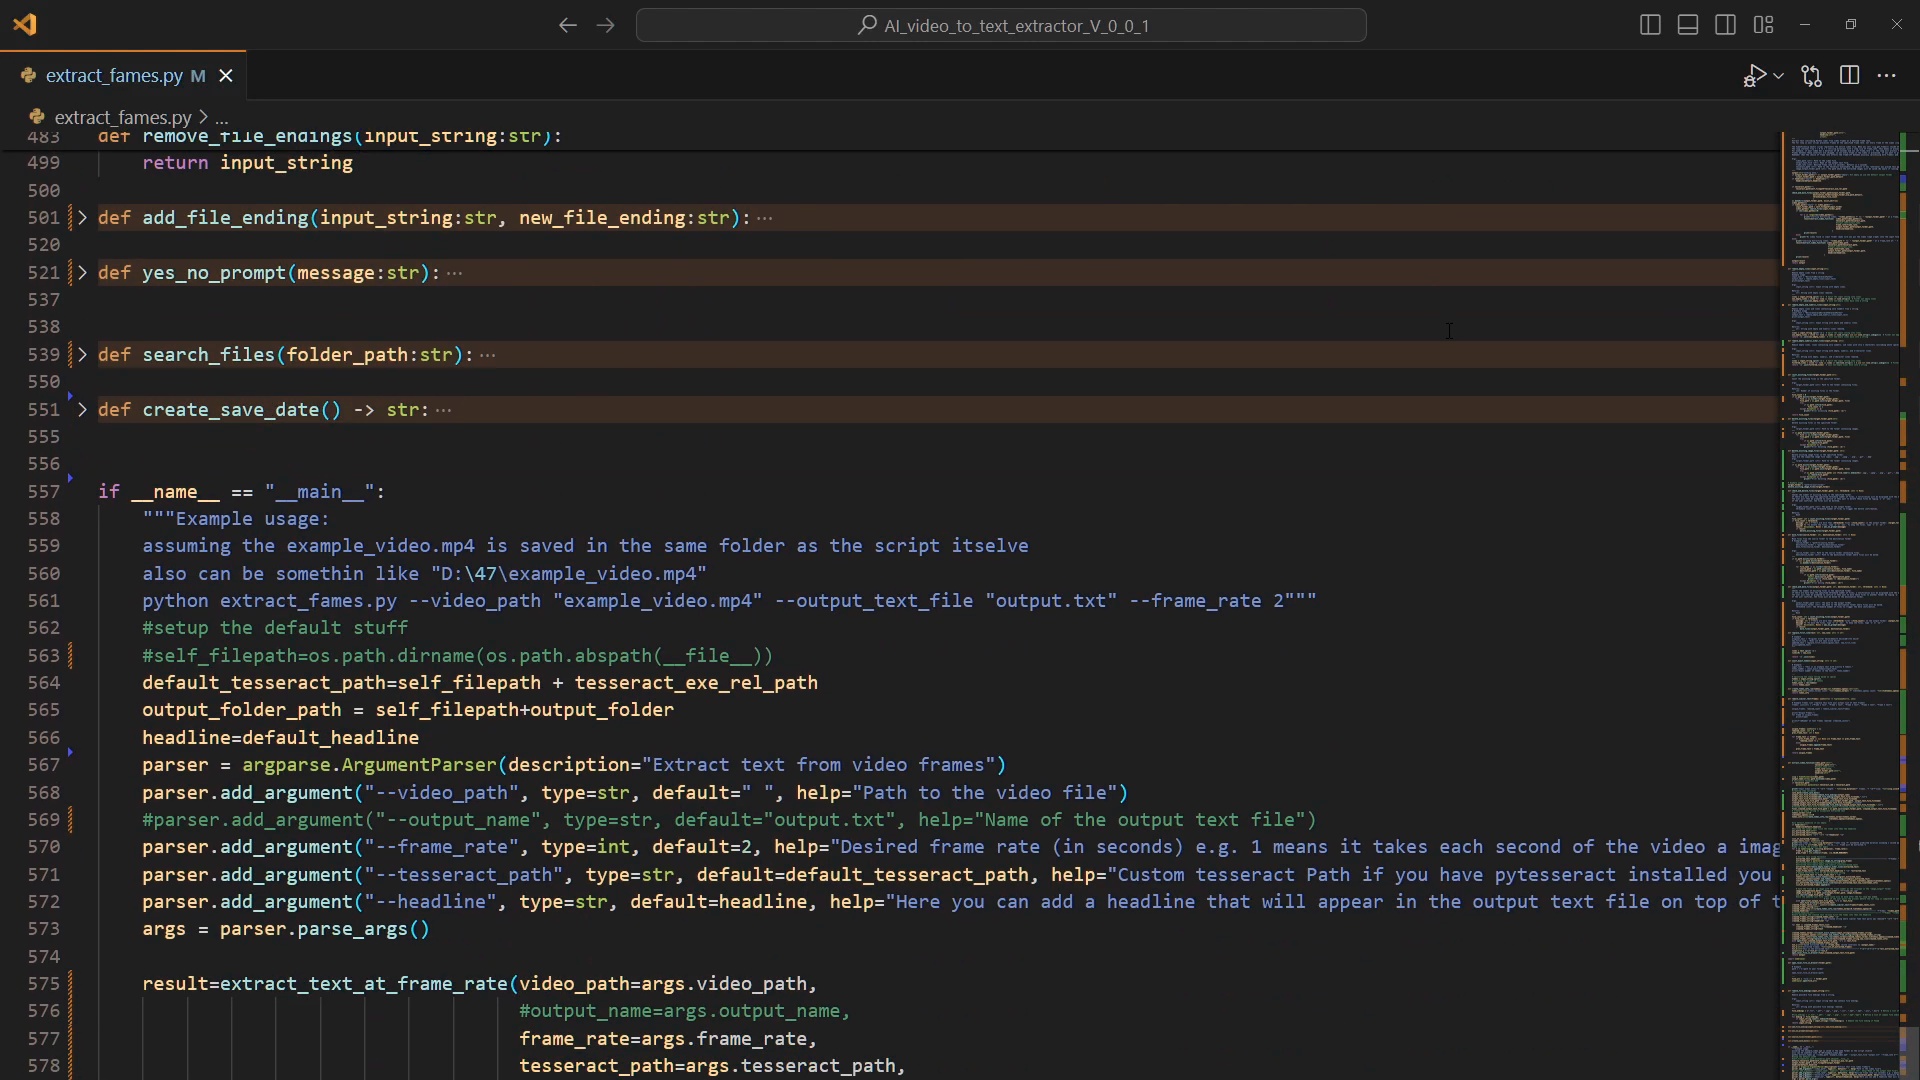 AI_video_to_text_extractor_V_0_0_1
extract_fames.py M
extract_fames.py > ...
483 def remove_file_endings(input_string:str):
499 return input_string
500
501 > def add_file_ending(input_string:str, new_file_ending:str): ...
520
521 > def yes_no_prompt(message:str): ...
537
538
539 > def search_files(folder_path:str): ...
550
551 > def create_save_date() -> str: ...
555
556
557 if __name__ == "__main__":
558 """Example usage:
559 assuming the example_video.mp4 is saved in the same folder as the script itselve
560 also can be somethin like "D:\47\example_video.mp4"
561 python extract_fames.py --video_path "example_video.mp4" --output_text_file "output.txt" --frame_rate 2"""
562 #setup the default stuff
563 #self_filepath=os.path.dirname(os.path.abspath(__file__))
564 default_tesseract_path=self_filepath + tesseract_exe_rel_path
565 output_folder_path = self_filepath+output_folder
566 headline=default_headline
567 parser = argparse.ArgumentParser(description="Extract text from video frames")
568 parser.add_argument("--video_path", type=str, default=" ", help="Path to the video file")
569 #parser.add_argument("--output_name", type=str, default="output.txt", help="Name of the output text file")
570 parser.add_argument("--frame_rate", type=int, default=2, help="Desired frame rate (in seconds) e.g. 1 means it takes each second of the video a imag
571 parser.add_argument("--tesseract_path", type=str, default=default_tesseract_path, help="Custom tesseract Path if you have pytesseract installed you
572 parser.add_argument("--headline", type=str, default=headline, help="Here you can add a headline that will appear in the output text file on top of t
573 args = parser.parse_args()
574
575 result=extract_text_at_frame_rate(video_path=args.video_path,
576 #output_name=args.output_name,
577 frame_rate=args.frame_rate,
578 tesseract_path=args.tesseract_path,